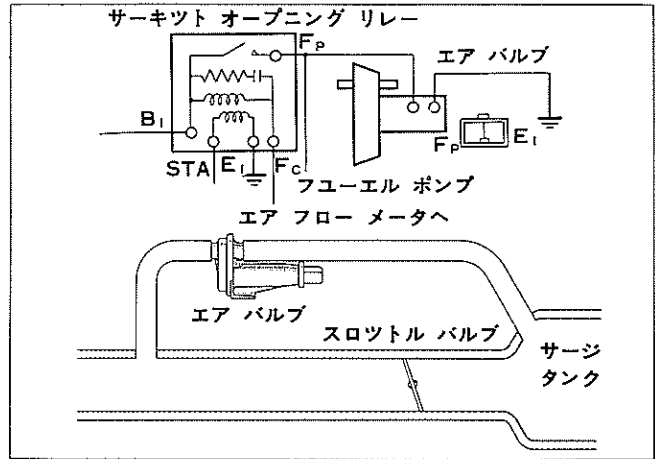 サーキツト オープニング リレー
FP
エア バルブ
B1
STA
E1
FC
FP
E1
フユーエル ポンプ
エア フロー メータへ
エア バルブ
スロツトル バルブ
サージ
タンク